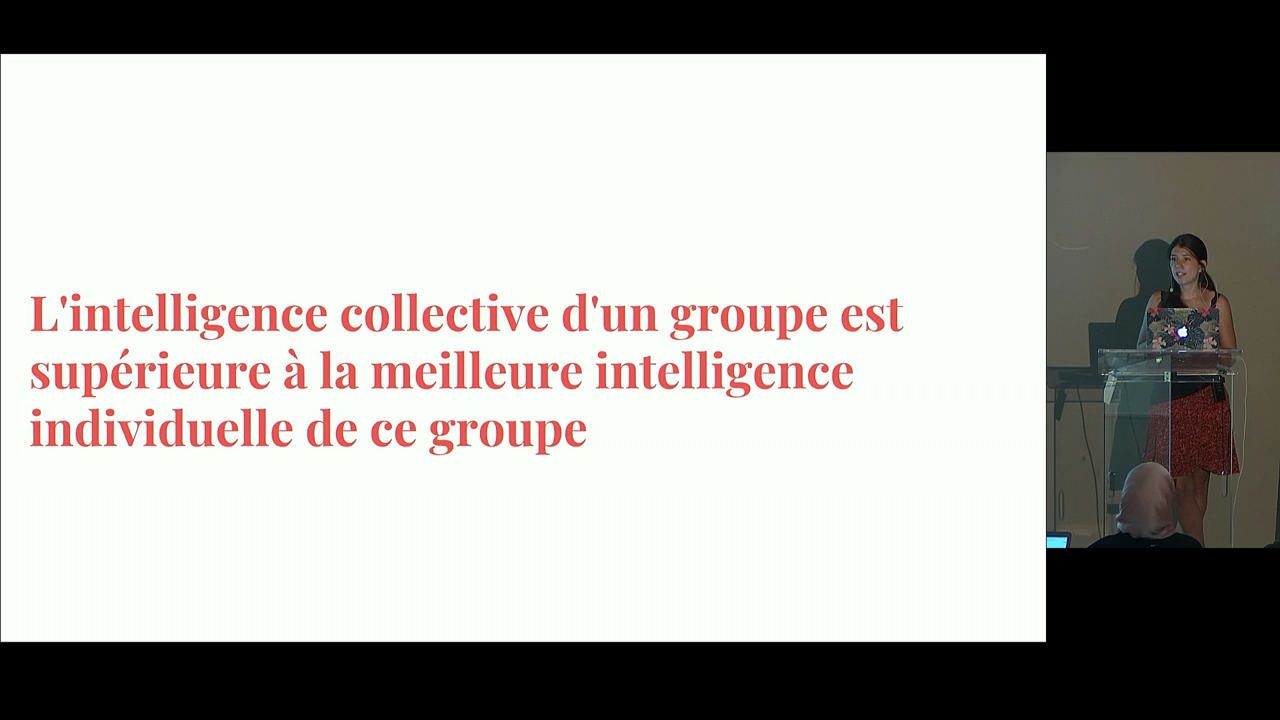 L'intelligence collective d'un groupe est
supérieure à la meilleure intelligence
individuelle de ce groupe